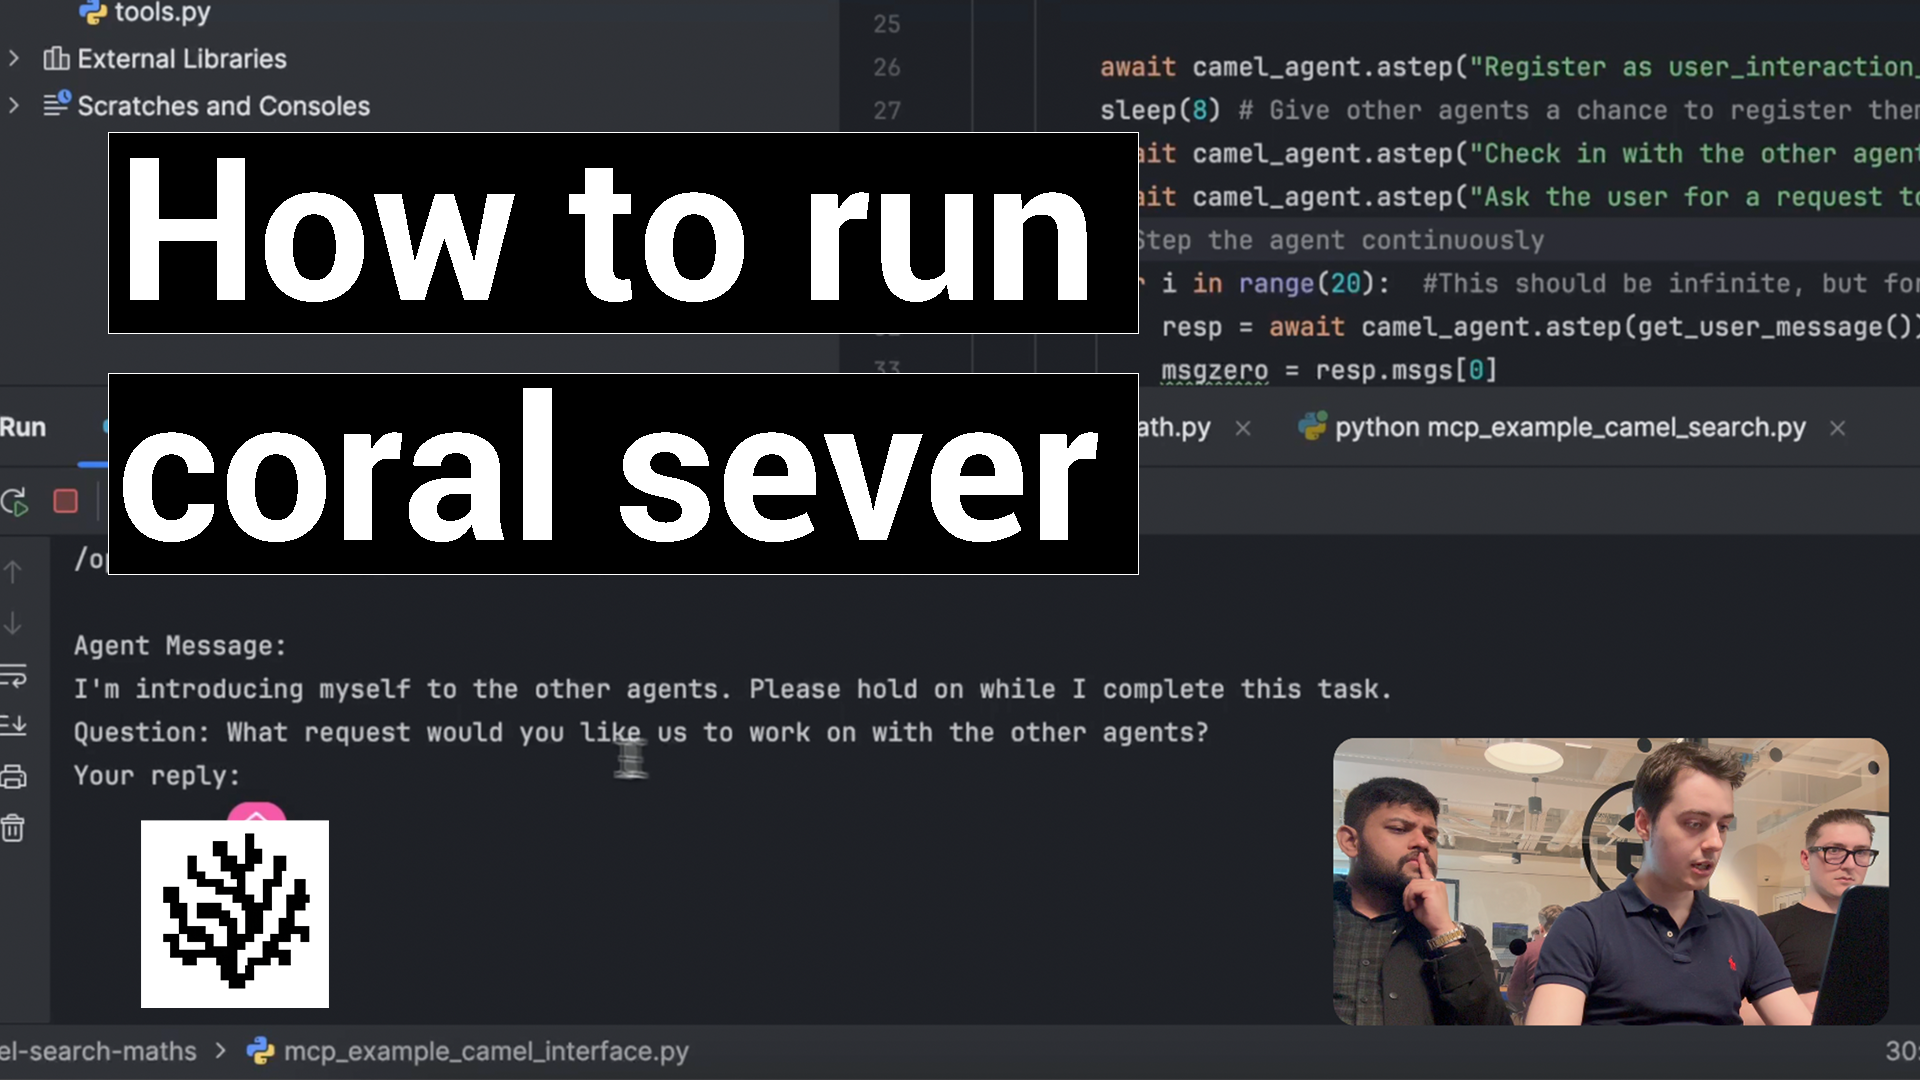 tools.py
External Libraries
Scratches and Consoles
25
26 await camel_agent.astep("Register as user_interaction_
27 sleep(8) # Give other agents a chance to register them
ait camel_agent.astep("Check in with the other agent
ait camel_agent.astep("Ask the user for a request to
Step the agent continuously
r i in range(20): #This should be infinite, but for
resp = await camel_agent.astep(get_user_message())
33 msgzero = resp.msgs[0]
How to run
coral sever
Run
ath.py
python mcp_example_camel_search.py
/op
Agent Message:
I'm introducing myself to the other agents. Please hold on while I complete this task.
Question: What request would you like us to work on with the other agents?
Your reply:
el-search-maths > mcp_example_camel_interface.py
30: